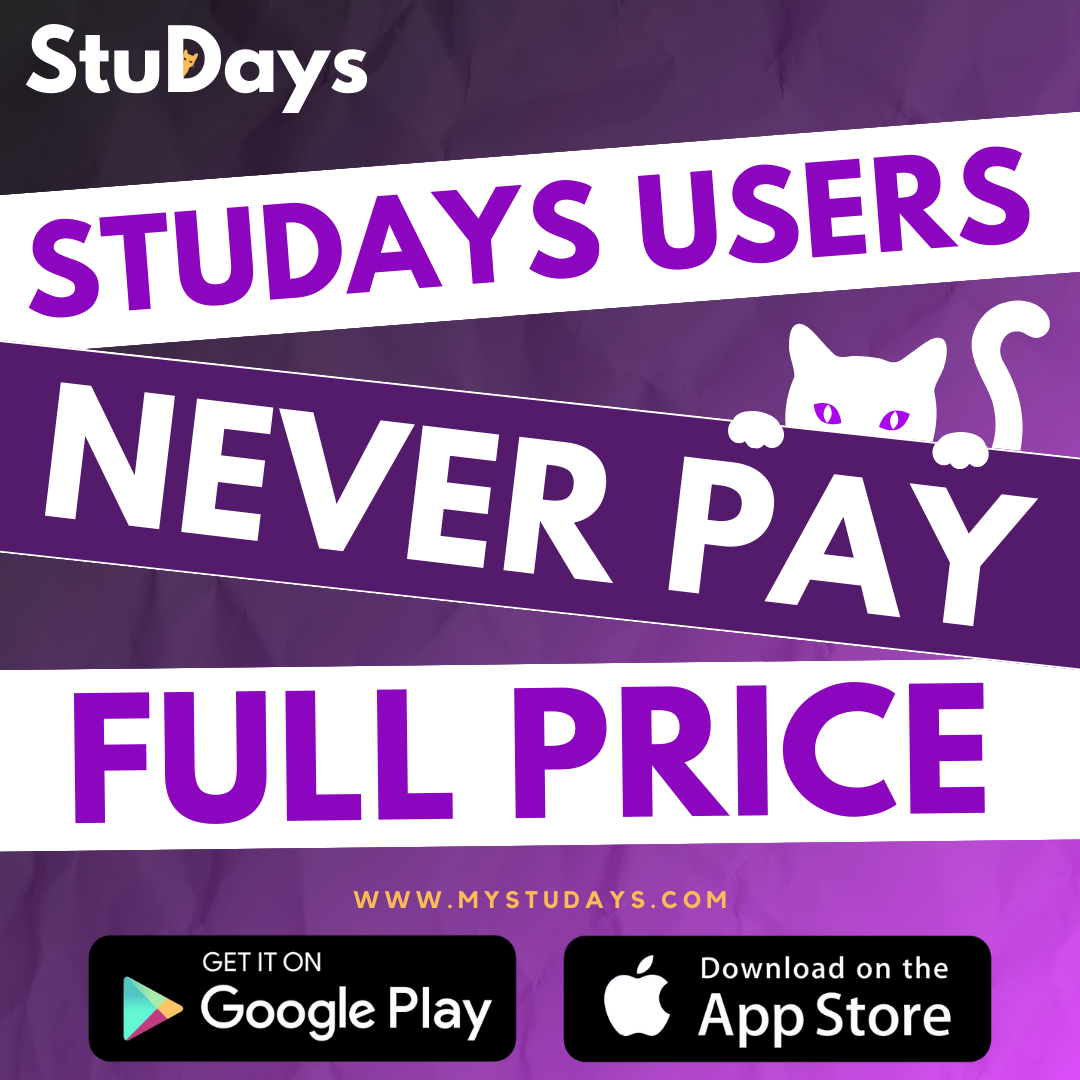 StuDays
STUDAYS USERS
NEVER PAY
FULL PRICE
WWW.MYSTUDAYS.COM
GET IT ON
Google Play
Download on the
App Store